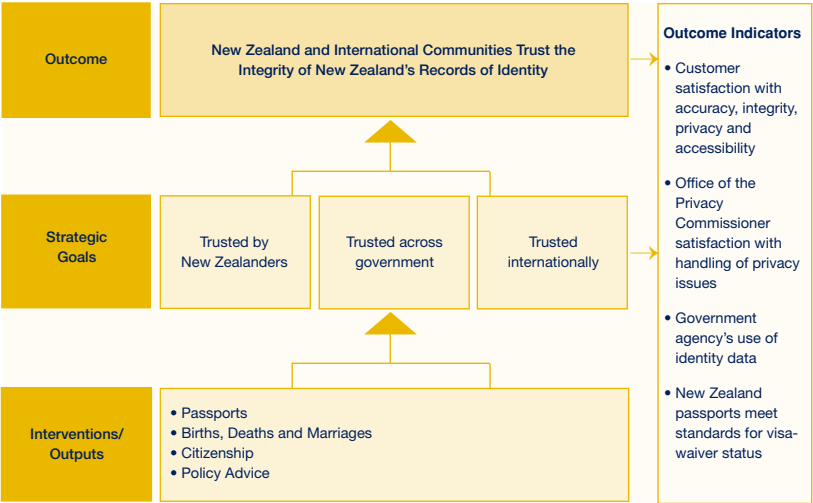 Outcome
New Zealand and International Communities Trust the
Integrity of New Zealand's Records of Identity
Strategic
Goals
Trusted by
New Zealanders
Trusted across
government
Trusted
internationally
Interventions/
Outputs
• Passports
• Births, Deaths and Marriages
• Citizenship
• Policy Advice
Outcome Indicators
• Customer
satisfaction with
accuracy, integrity,
privacy and
accessibility
• Office of the
Privacy
Commissioner
satisfaction with
handling of privacy
issues
• Government
agency's use of
identity data
• New Zealand
passports meet
standards for visa-
waiver status